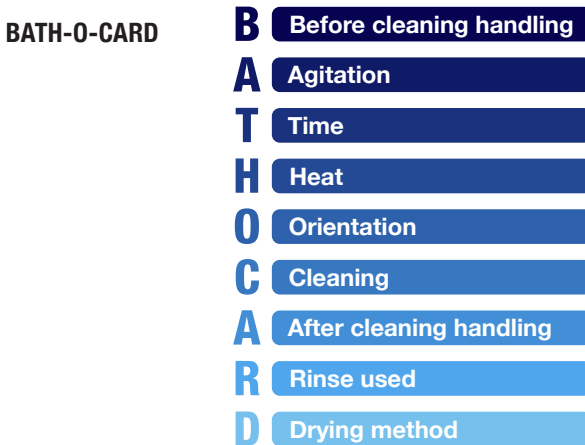 BATH-O-CARD
B Before cleaning handling
A Agitation
T Time
H Heat
O Orientation
C Cleaning
A After cleaning handling
R Rinse used
D Drying method